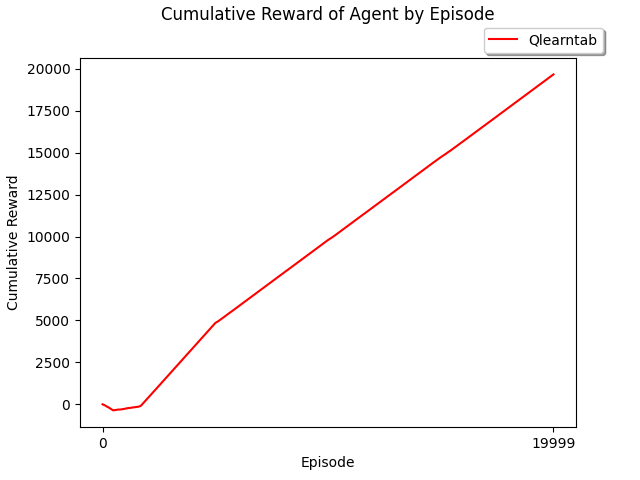 Cumulative Reward of Agent by Episode
Qlearntab
20000
17500
15000
12500
10000
7500
5000
2500
0
Cumulative Reward
0 19999
Episode